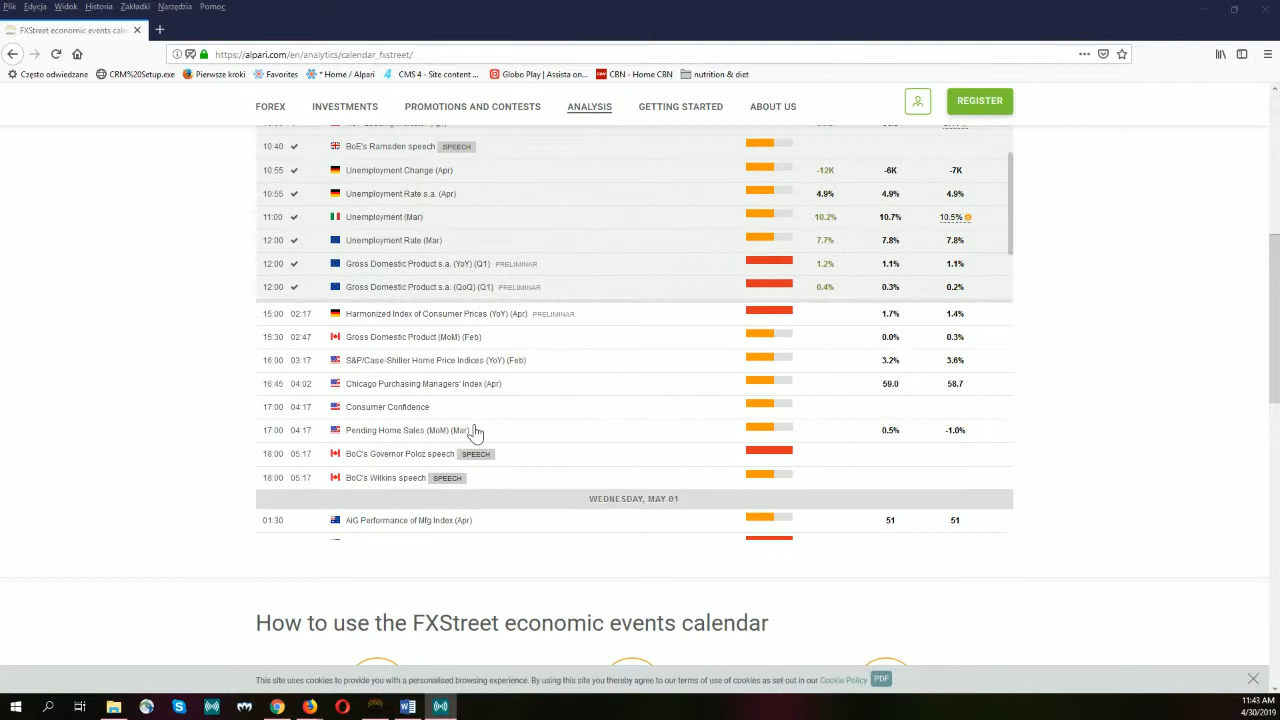 Plik Edycja Widok Historia Zakładki Narzędzia Pomoc
FXStreet economic events cale
https://alpari.com/en/analytics/calendar_fxstreet/
Często odwiedzane CRM%20Setup.exe Pierwsze kroki Favorites * Home / Alpari CMS 4 - Site content ... Globo Play | Assista on... CBN - Home CBN nutrition & diet
FOREX INVESTMENTS PROMOTIONS AND CONTESTS ANALYSIS GETTING STARTED ABOUT US REGISTER
10:40 BoE's Ramsden speech SPEECH
10:55 Unemployment Change (Apr) -12K -6K -7K
10:55 Unemployment Rate s.a. (Apr) 4.9% 4.9% 4.9%
11:00 Unemployment (Mar) 10.2% 10.7% 10.5%
12:00 Unemployment Rate (Mar) 7.7% 7.8% 7.8%
12:00 Gross Domestic Product s.a. (YoY) (Q1) PRELIMINAR 1.2% 1.1% 1.1%
12:00 Gross Domestic Product s.a. (QoQ) (Q1) PRELIMINAR 0.4% 0.3% 0.2%
15:00 02:17 Harmonized Index of Consumer Prices (YoY) (Apr) PRELIMINAR 1.7% 1.4%
15:30 02:47 Gross Domestic Product (MoM) (Feb) 0.0% 0.3%
16:00 03:17 S&P/Case-Shiller Home Price Indices (YoY) (Feb) 3.2% 3.6%
16:45 04:02 Chicago Purchasing Managers' Index (Apr) 59.0 58.7
17:00 04:17 Consumer Confidence
17:00 04:17 Pending Home Sales (MoM) (Mar) 0.5% -1.0%
18:00 05:17 BoC's Governor Poloz speech SPEECH
18:00 05:17 BoC's Wilkins speech SPEECH
WEDNESDAY, MAY 01
01:30 AiG Performance of Mfg Index (Apr) 51 51
How to use the FXStreet economic events calendar
This site uses cookies to provide you with a personalised browsing experience. By using this site you thereby agree to our terms of use of cookies as set out in our Cookie Policy PDF
11:43 AM
4/30/2019